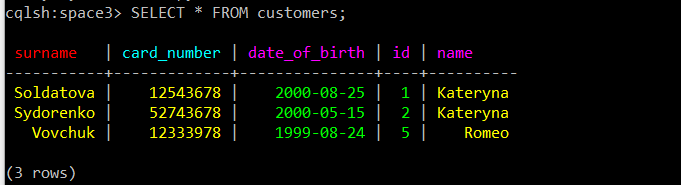 cqlsh:space3> SELECT * FROM customers;
surname | card_number | date_of_birth | id | name
Soldatova | 12543678 | 2000-08-25 | 1 | Kateryna
Sydorenko | 52743678 | 2000-05-15 | 2 | Kateryna
Vovchuk | 12333978 | 1999-08-24 | 5 | Romeo
(3 rows)